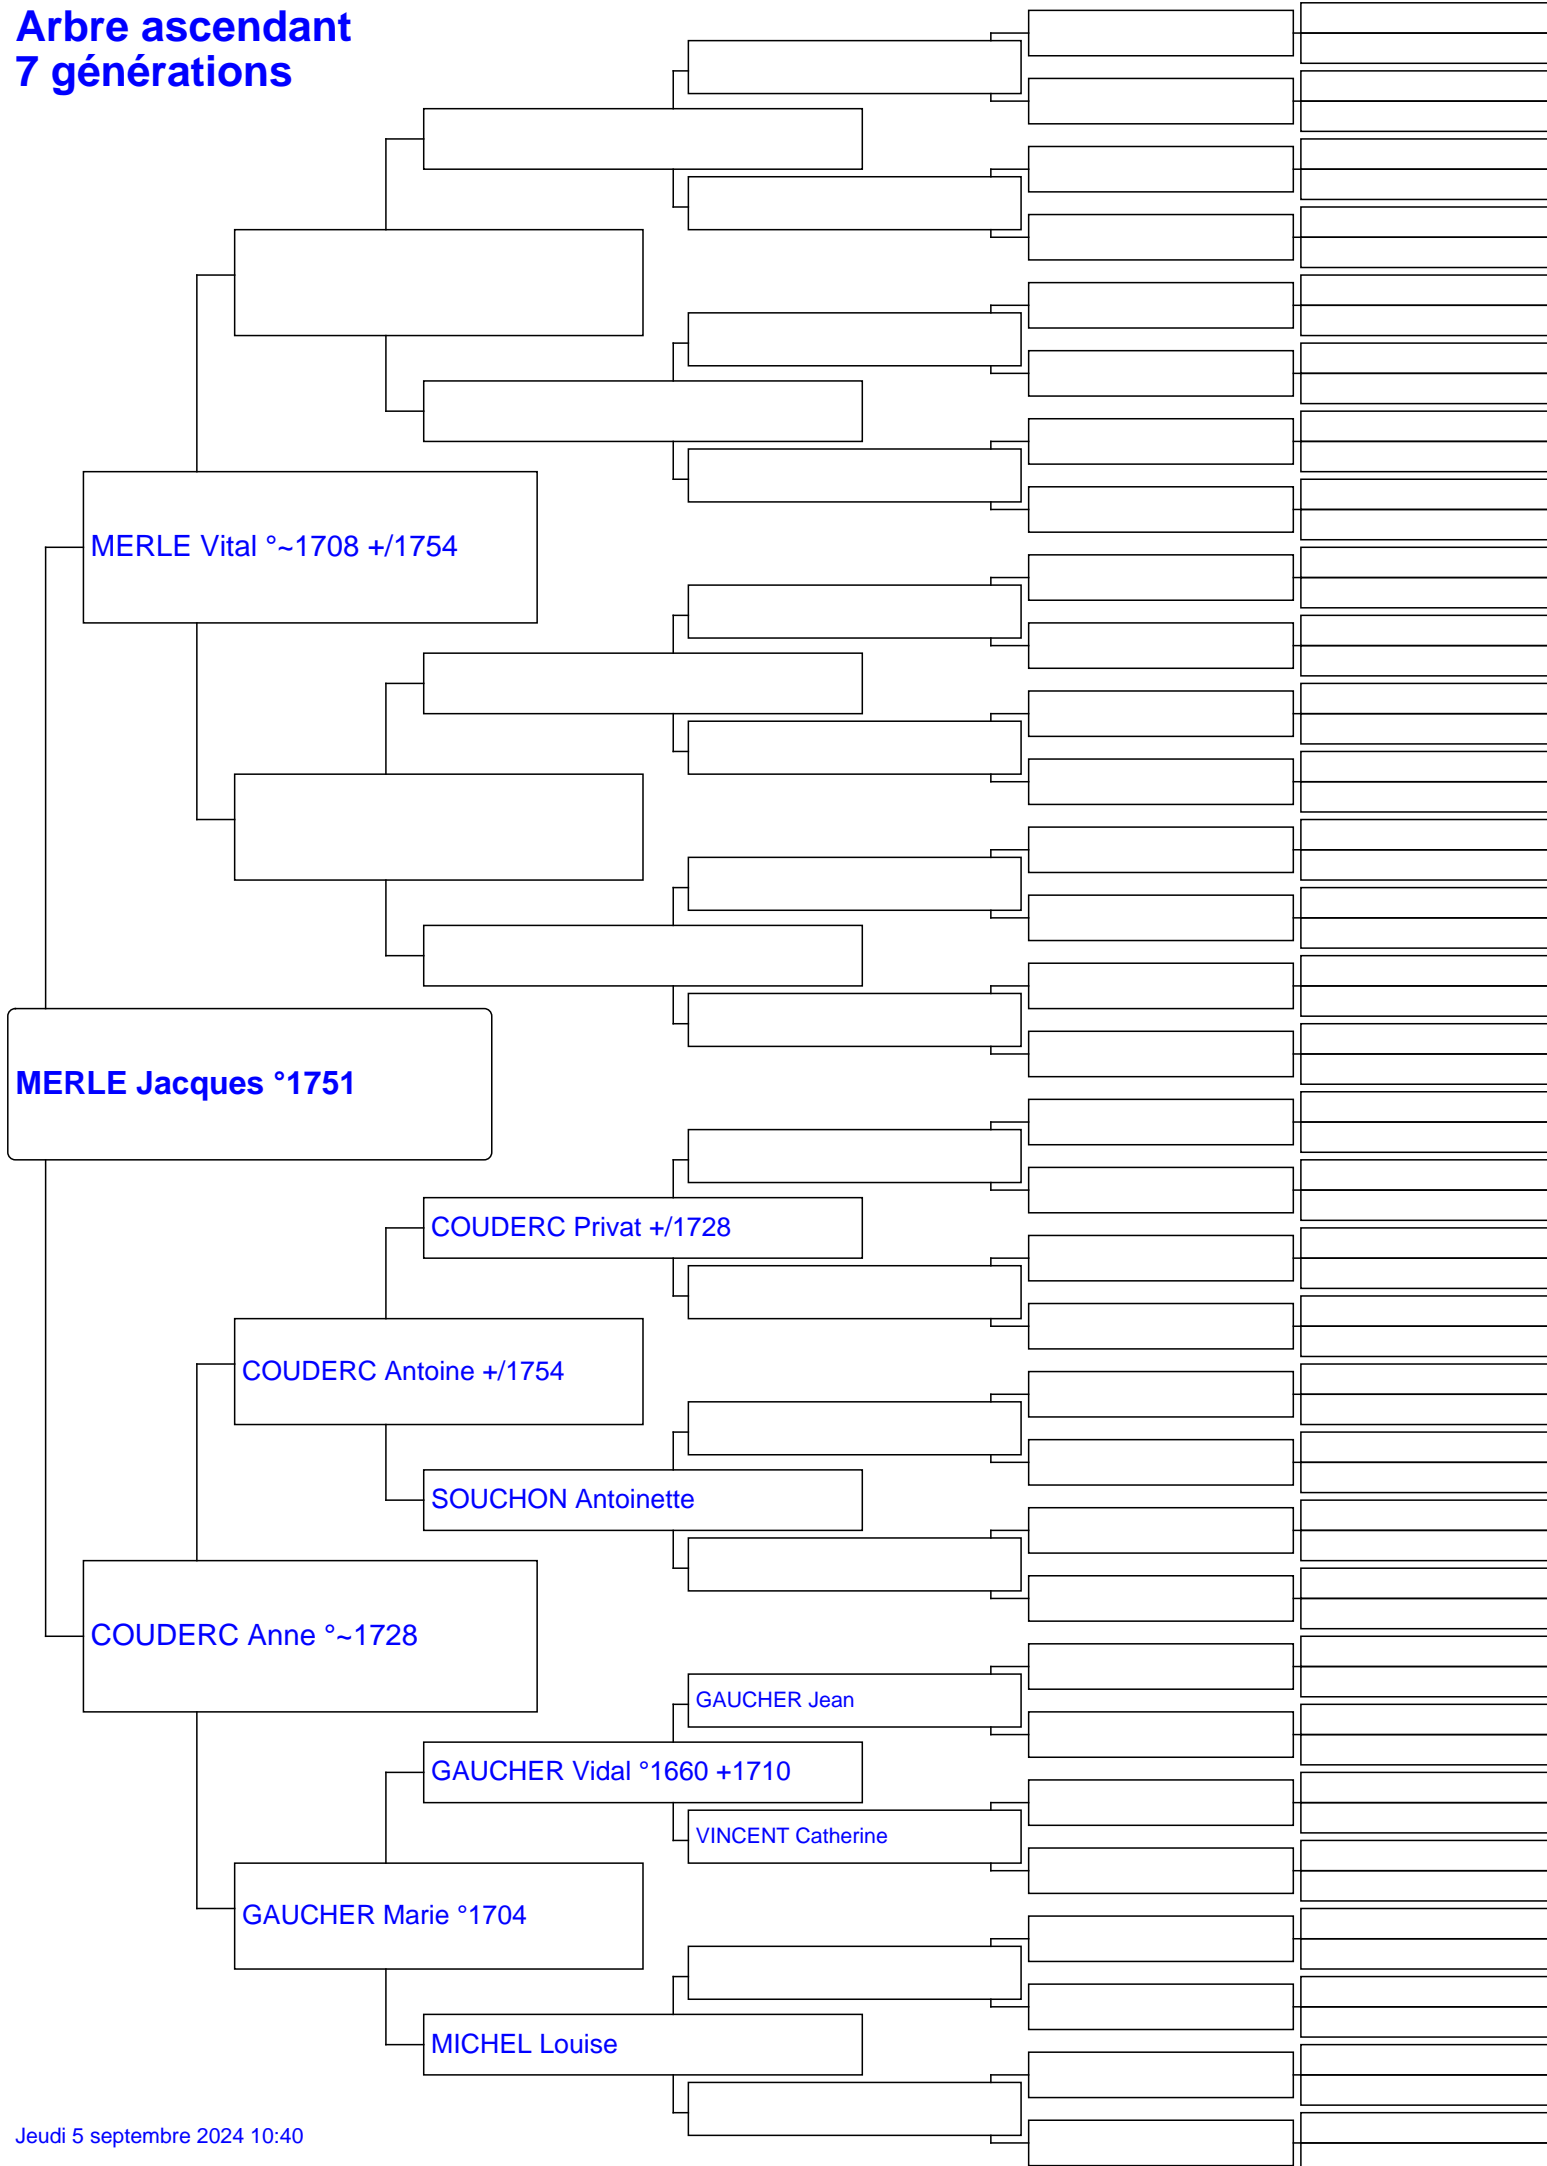 Arbre ascendant
7 générations
MERLE Vital °~1708 +/1754
MERLE Jacques °1751
COUDERC Privat +/1728
COUDERC Antoine +/1754
SOUCHON Antoinette
COUDERC Anne °~1728
GAUCHER Jean
GAUCHER Vidal °1660 +1710
VINCENT Catherine
GAUCHER Marie °1704
MICHEL Louise
Jeudi 5 septembre 2024 10:40